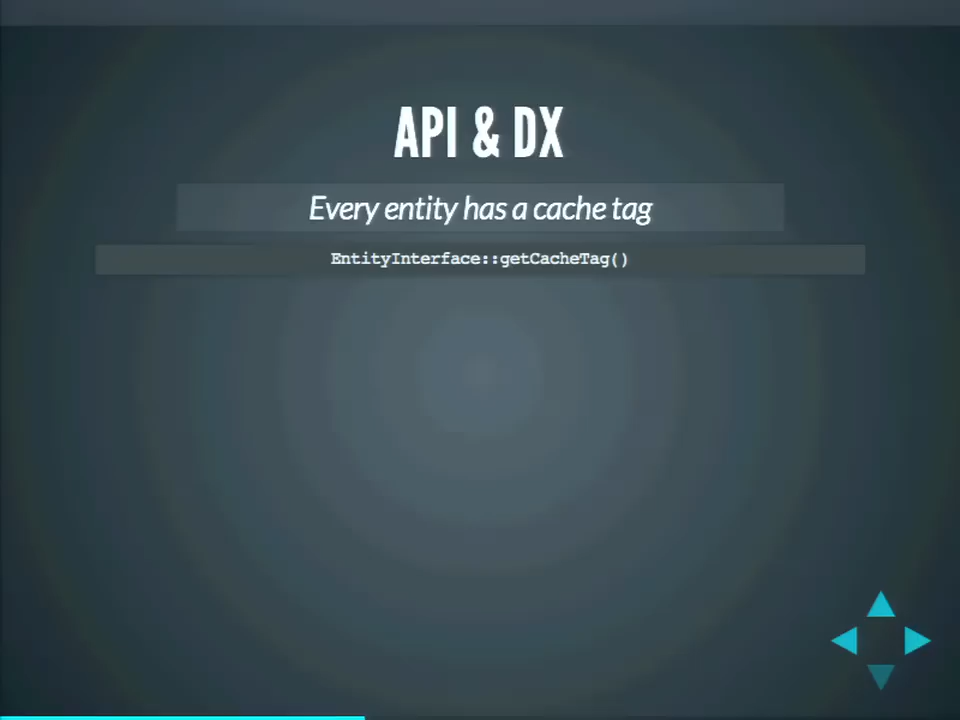 API & DX
Every entity has a cache tag
EntityInterface::getCacheTag()